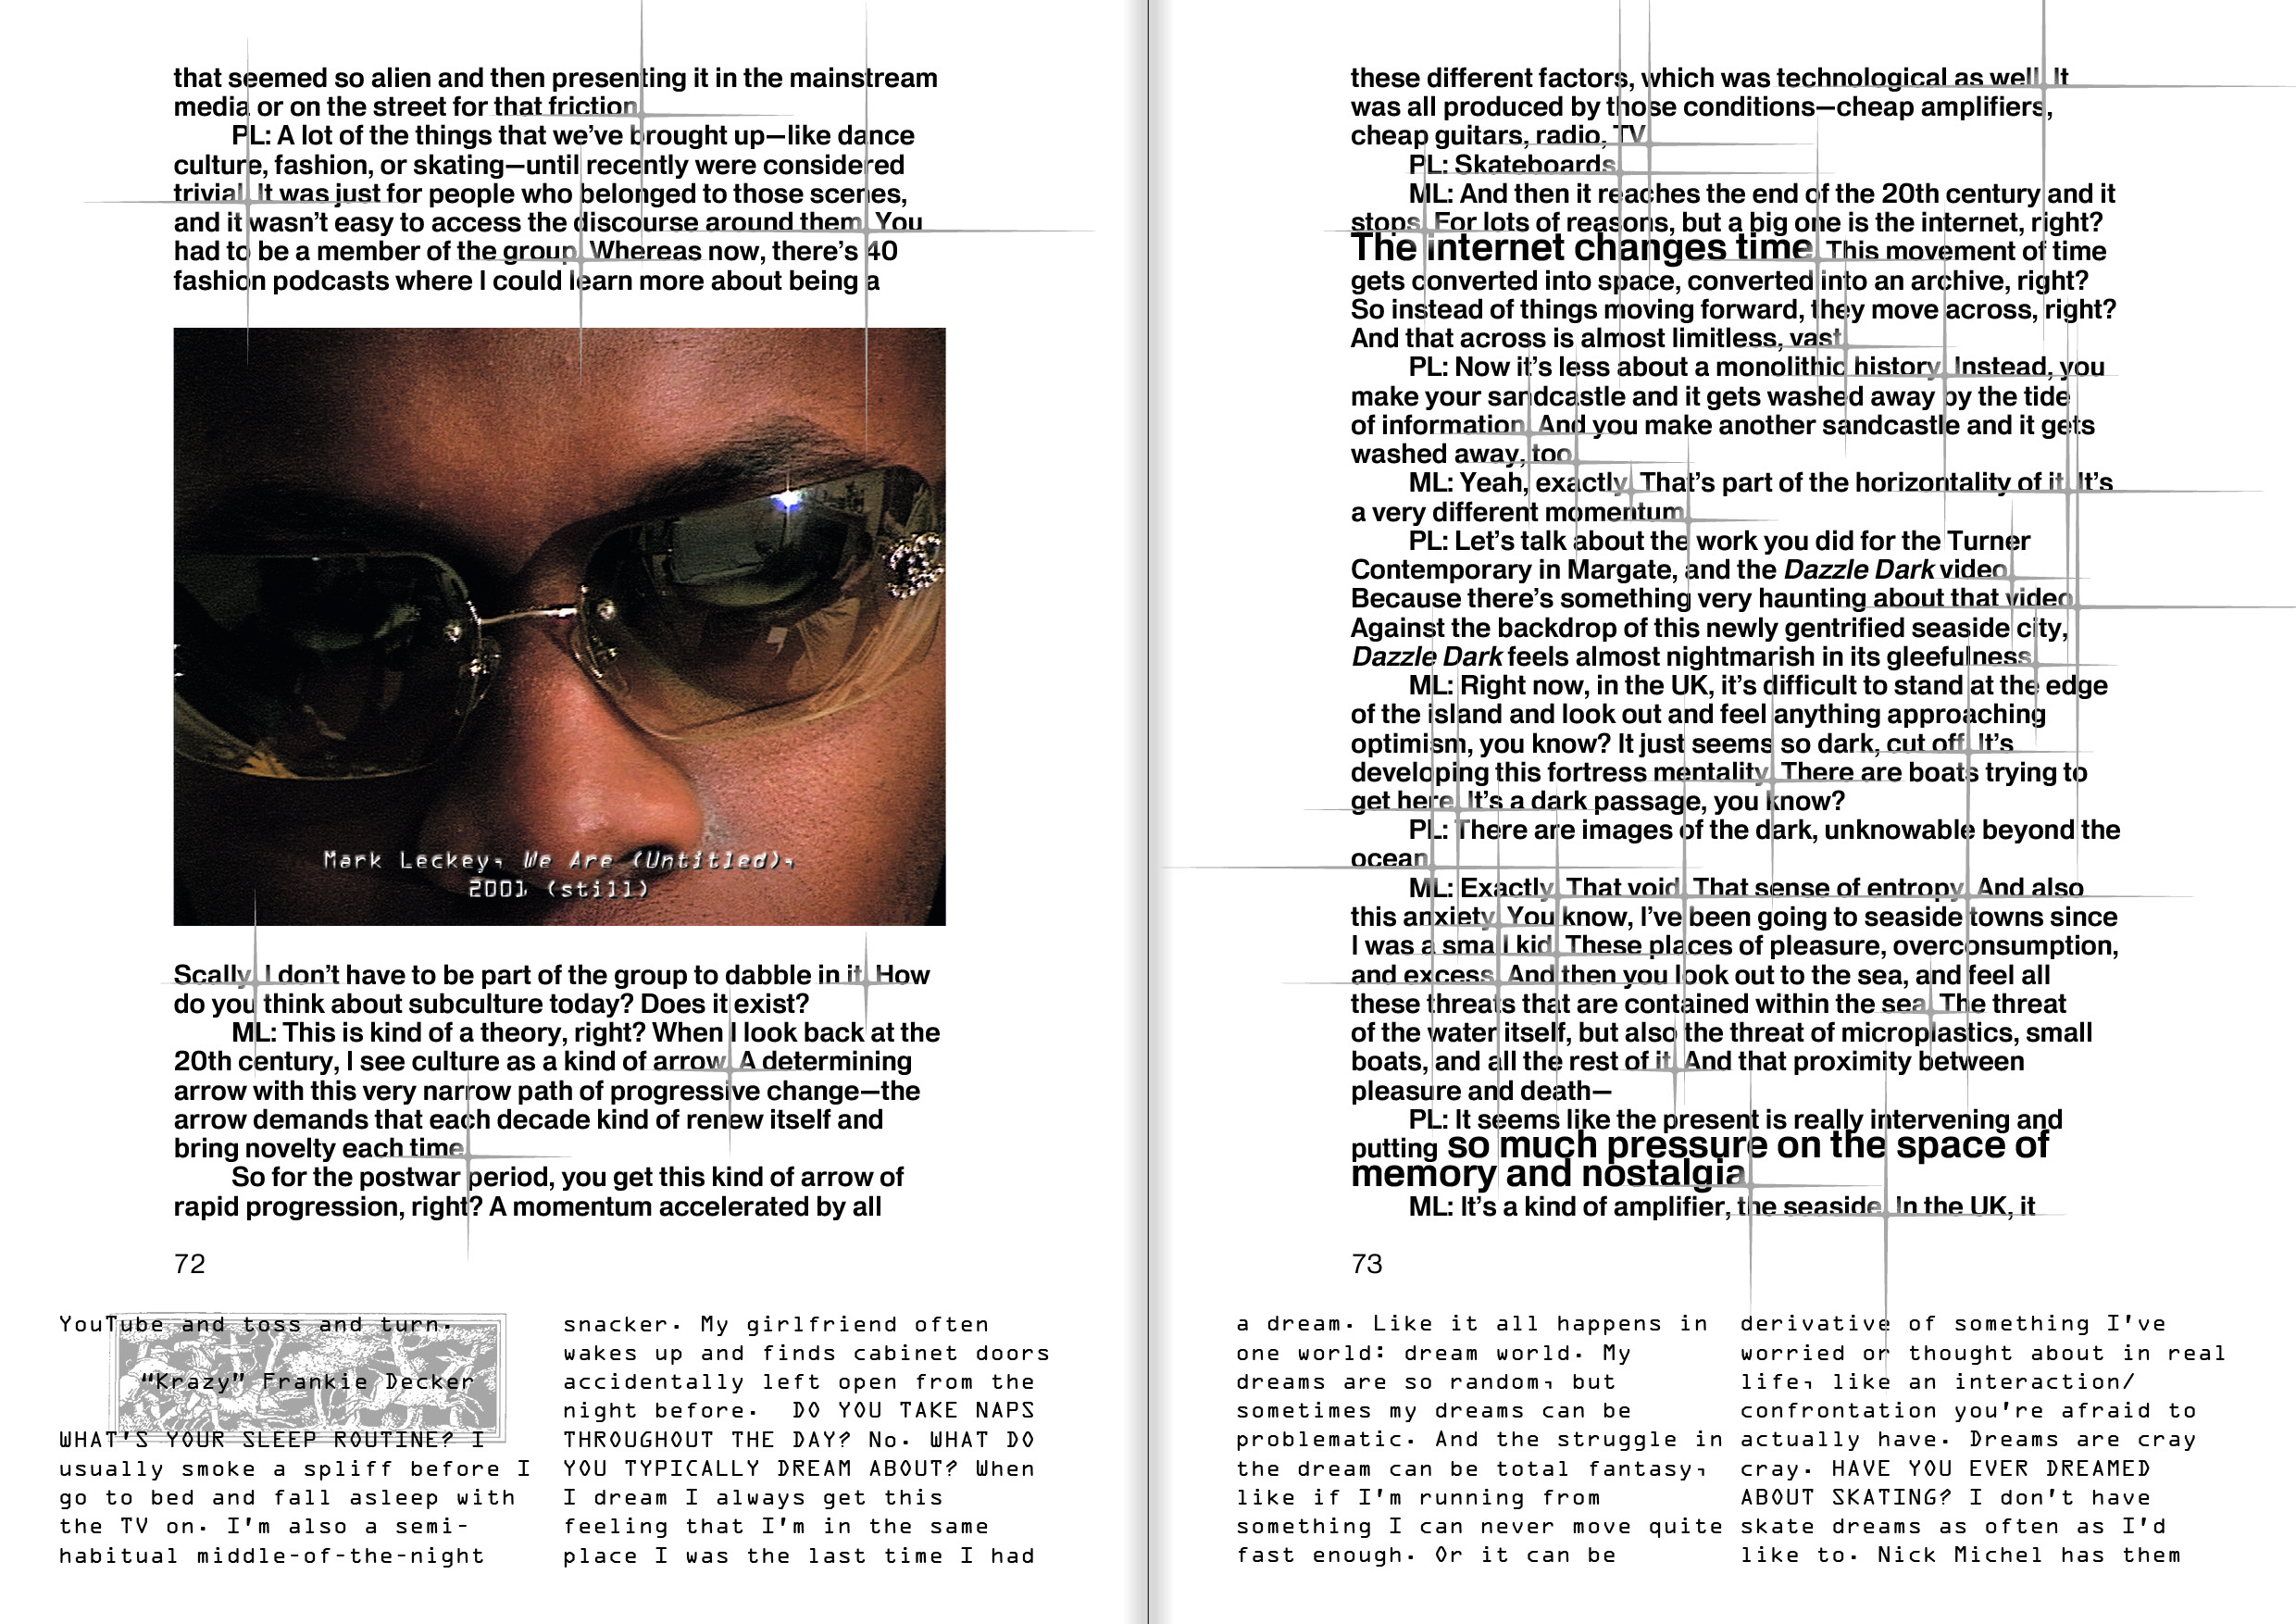 that seemed so alien and then presenting it in the mainstream
media or on the street for that friction.
PL: A lot of the things that we’ve brought up—like dance
culture, fashion, or skating—until recently were considered
trivial. It was just for people who belonged to those scenes,
and it wasn’t easy to access the discourse around them. You
had to be a member of the group. Whereas now, there’s 40
fashion podcasts where I could learn more about being a
Mark Leckey, We Are (Untitled),
2001 (still)
Scally. I don’t have to be part of the group to dabble in it. How
do you think about subculture today? Does it exist?
ML: This is kind of a theory, right? When I look back at the
20th century, I see culture as a kind of arrow. A determining
arrow with this very narrow path of progressive change—the
arrow demands that each decade kind of renew itself and
bring novelty each time.
So for the postwar period, you get this kind of arrow of
rapid progression, right? A momentum accelerated by all
72
YouTube and toss and turn.
“Krazy” Frankie Decker
WHAT'S YOUR SLEEP ROUTINE? I
usually smoke a spliff before I
go to bed and fall asleep with
the TV on. I'm also a semi-
habitual middle-of-the-night
snacker. My girlfriend often
wakes up and finds cabinet doors
accidentally left open from the
night before. DO YOU TAKE NAPS
THROUGHOUT THE DAY? No. WHAT DO
YOU TYPICALLY DREAM ABOUT? When
I dream I always get this
feeling that I'm in the same
place I was the last time I had
these different factors, which was technological as well. It
was all produced by those conditions—cheap amplifiers,
cheap guitars, radio, TV.
PL: Skateboards.
ML: And then it reaches the end of the 20th century and it
stops. For lots of reasons, but a big one is the internet, right?
The internet changes time. This movement of time
gets converted into space, converted into an archive, right?
So instead of things moving forward, they move across, right?
And that across is almost limitless, vast.
PL: Now it’s less about a monolithic history. Instead, you
make your sandcastle and it gets washed away by the tide
of information. And you make another sandcastle and it gets
washed away, too.
ML: Yeah, exactly. That’s part of the horizontality of it. It’s
a very different momentum.
PL: Let’s talk about the work you did for the Turner
Contemporary in Margate, and the Dazzle Dark video.
Because there’s something very haunting about that video.
Against the backdrop of this newly gentrified seaside city,
Dazzle Dark feels almost nightmarish in its gleefulness.
ML: Right now, in the UK, it’s difficult to stand at the edge
of the island and look out and feel anything approaching
optimism, you know? It just seems so dark, cut off. It’s
developing this fortress mentality. There are boats trying to
get here. It’s a dark passage, you know?
PL: There are images of the dark, unknowable beyond the
ocean.
ML: Exactly. That void. That sense of entropy. And also
this anxiety. You know, I’ve been going to seaside towns since
I was a small kid. These places of pleasure, overconsumption,
and excess. And then you look out to the sea, and feel all
these threats that are contained within the sea. The threat
of the water itself, but also the threat of microplastics, small
boats, and all the rest of it. And that proximity between
pleasure and death—
PL: It seems like the present is really intervening and
putting so much pressure on the space of
memory and nostalgia.
ML: It’s a kind of amplifier, the seaside. In the UK, it
73
a dream. Like it all happens in
one world: dream world. My
dreams are so random, but
sometimes my dreams can be
problematic. And the struggle in
the dream can be total fantasy,
like if I'm running from
something I can never move quite
fast enough. Or it can be
derivative of something I've
worried or thought about in real
life, like an interaction/
confrontation you're afraid to
actually have. Dreams are cray
cray. HAVE YOU EVER DREAMED
ABOUT SKATING? I don't have
skate dreams as often as I'd
like to. Nick Michel has them